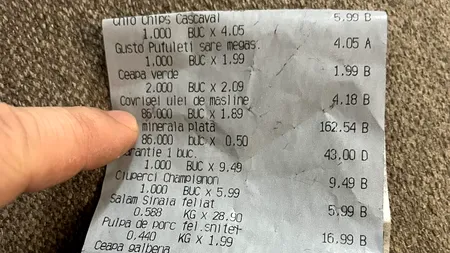 Chio Chips Cascaval 5.99 B
1.000 BUC X 4.05
Gusto Pufuleti sare megas. 4.05 A
1.000 BUC X 1.99
Ceapa verde 1.99 B
2.000 BUC X 2.09
Covrigei ulei de masline 4.18 B
86.000 BUC X 1.89
minerala plată 162.54 B
86.000 BUC X 0.50
arantie 1 buc. 43.00 D
1.000 BUC X 9.49
Ciuperci Champignon 9.49 B
1.000 BUC X 5.99
Salam Sinaia feliat 5.99 B
0.588 KG X 28.90
Pulpa de porc fel.snitel 16.99 B
0.440 KG X 1.99
Ceapa galbena